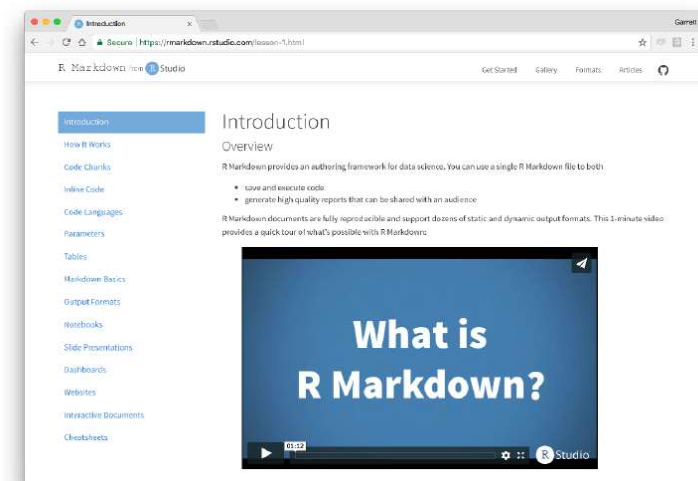 Introduction
Garrett
Secure | https://rmarkdown.rstudio.com/lesson-1.html
R Markdown from R Studio
Get Started Gallery Formats Articles
Introduction
How It Works
Code Chunks
Inline Code
Code Languages
Parameters
Tables
Markdown Basics
Output Formats
Notebooks
Slide Presentations
Dashboards
Websites
Interactive Documents
Cheatsheets
Introduction
Overview
R Markdown provides an authoring framework for data science. You can use a single R Markdown file to both
save and execute code
generate high quality reports that can be shared with an audience
R Markdown documents are fully reproducible and support dozens of static and dynamic output formats. This 1-minute video
provides a quick tour of what's possible with R Markdown:
What is
R Markdown?
01:12
R Studio